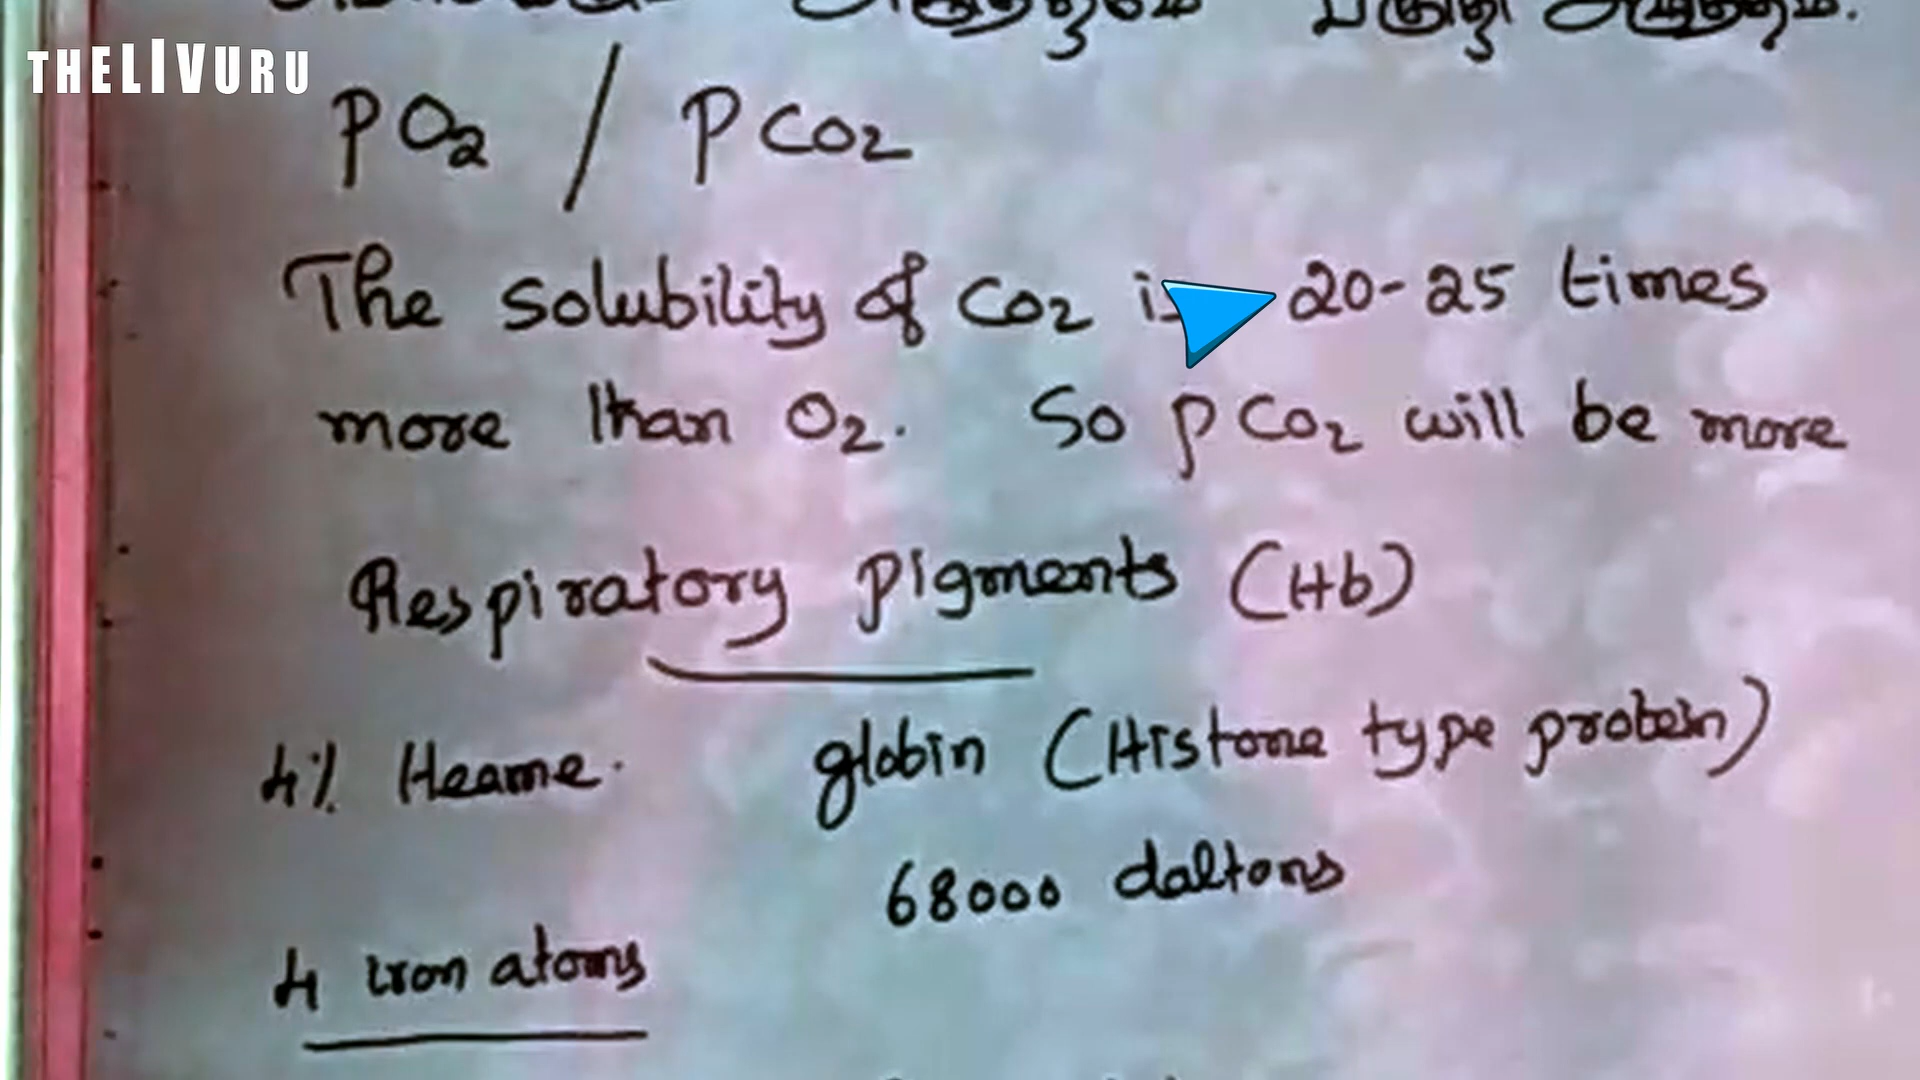 THELIVURU
PO2 / PCO2
The solubility of CO2 is 20-25 times
more than O2. So PCO2 will be more
Respiratory pigments (Hb)
4% Heame. globin (Histone type protein)
68000 daltons
4 iron atoms